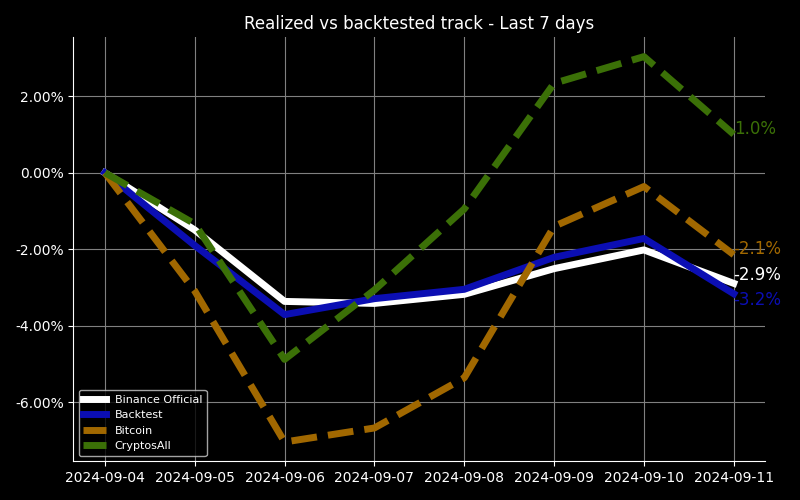 Realized vs backtested track - Last 7 days
2.00%
0.00%
-2.00%
-4.00%
-6.00%
1.0%
-2.1%
-2.9%
-3.2%
Binance Official
Backtest
Bitcoin
CryptosAll
2024-09-04 2024-09-05 2024-09-06 2024-09-07 2024-09-08 2024-09-09 2024-09-10 2024-09-11